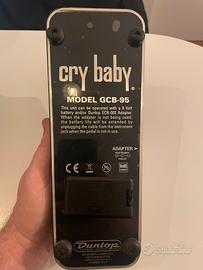 cry baby
MODEL GCB-95
This unit can be operated with a 9 Volt
battery and/or Dunlop ECB-003 Adapter.
When the adapter is not being used,
the battery life will be extended by
unplugging the cable from the instrument
jack when the pedal is not in use.
ADAPTER
CE
Dunlop
subito